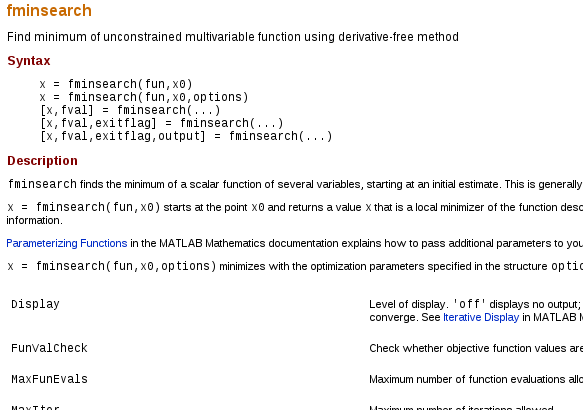 fminsearch
Find minimum of unconstrained multivariable function using derivative-free method
Syntax
x = fminsearch(fun,x0)
x = fminsearch(fun,x0,options)
[x,fval] = fminsearch(...)
[x,fval,exitflag] = fminsearch(...)
[x,fval,exitflag,output] = fminsearch(...)
Description
fminsearch finds the minimum of a scalar function of several variables, starting at an initial estimate. This is generally
x = fminsearch(fun,x0) starts at the point x0 and returns a value x that is a local minimizer of the function
information.
Parameterizing Functions in the MATLAB Mathematics documentation explains how to pass additional parameters to
x = fminsearch(fun,x0,options) minimizes with the optimization parameters specified in the structure
Display
Level of display. 'off' displays no output;
converge. See Iterative Display in MATLAB
FunValCheck
Check whether objective function values are
MaxFunEvals
Maximum number of function evaluations
MaxIter
Maximum number of iterations allowed